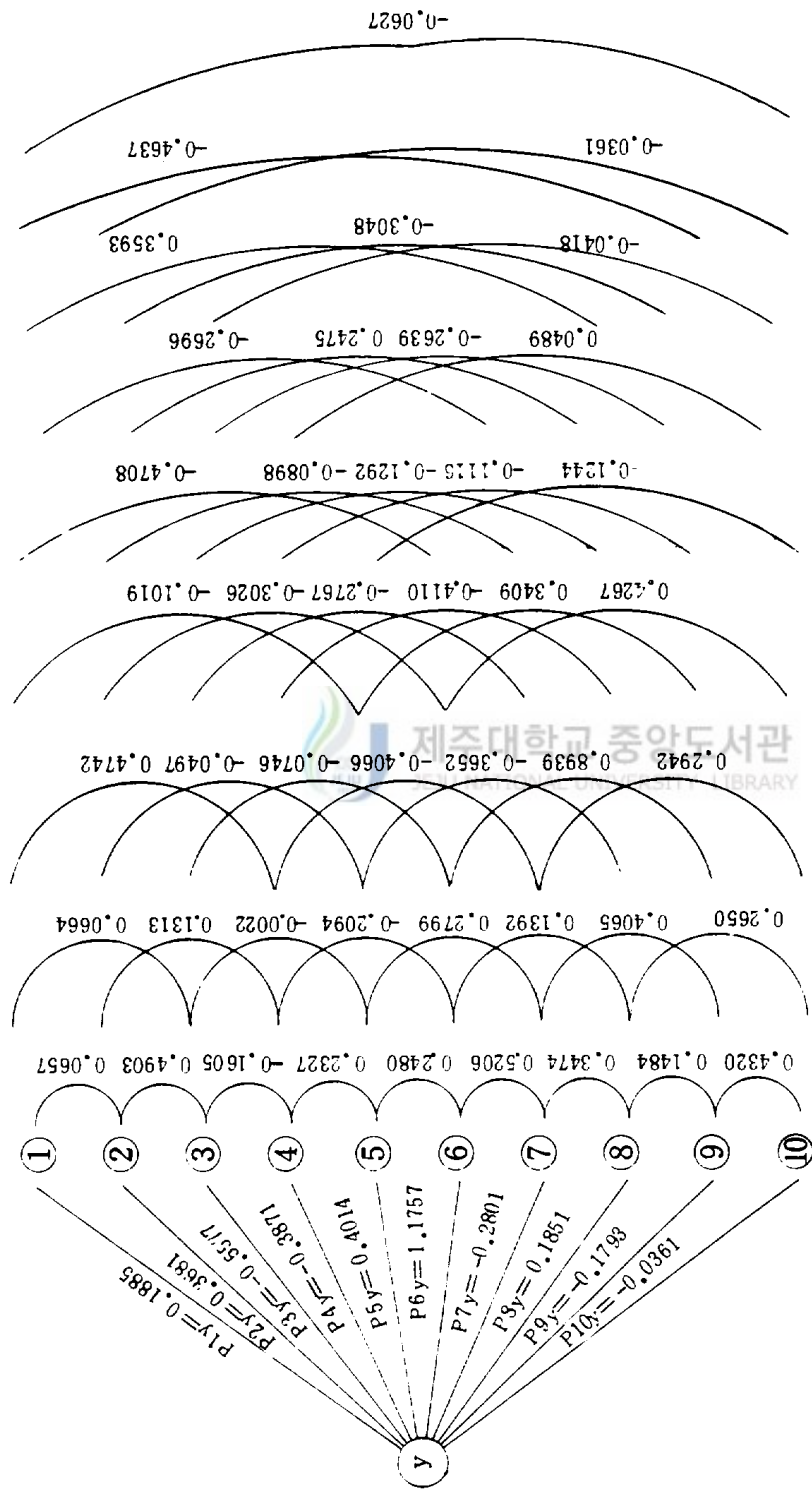 -0.0627
-0.4637 -0.0361
0.3593 -0.3048 -0.0418
-0.2696 0.2475 -0.2639 0.0489
-0.4708 -0.0898 -0.1292 -0.1244
-0.1019 -0.3026 -0.2767 -0.4110 0.3409 0.4267
제주대학교 중앙도서관
JEJU NATIONAL UNIVERSITY LIBRARY
0.4742 -0.0497 -0.0746 -0.4066 -0.3652 0.8939 0.2942
0.0664 0.1313 -0.0022 -0.2094 0.2799 0.1392 0.4065 0.2650
0.0657 0.4903 -0.1605 0.2327 0.2480 0.5206 0.3474 0.1484 0.4320
1 2 3 4 5 6 7 8 9 10
P1y=0.1885
P2y=0.3681
P3y=-0.5577
P4y=-0.3871
P5y=0.4014
P6y=1.1757
P7y=-0.2801
P8y=0.1851
P9y=-0.1793
P10y=-0.0361
y